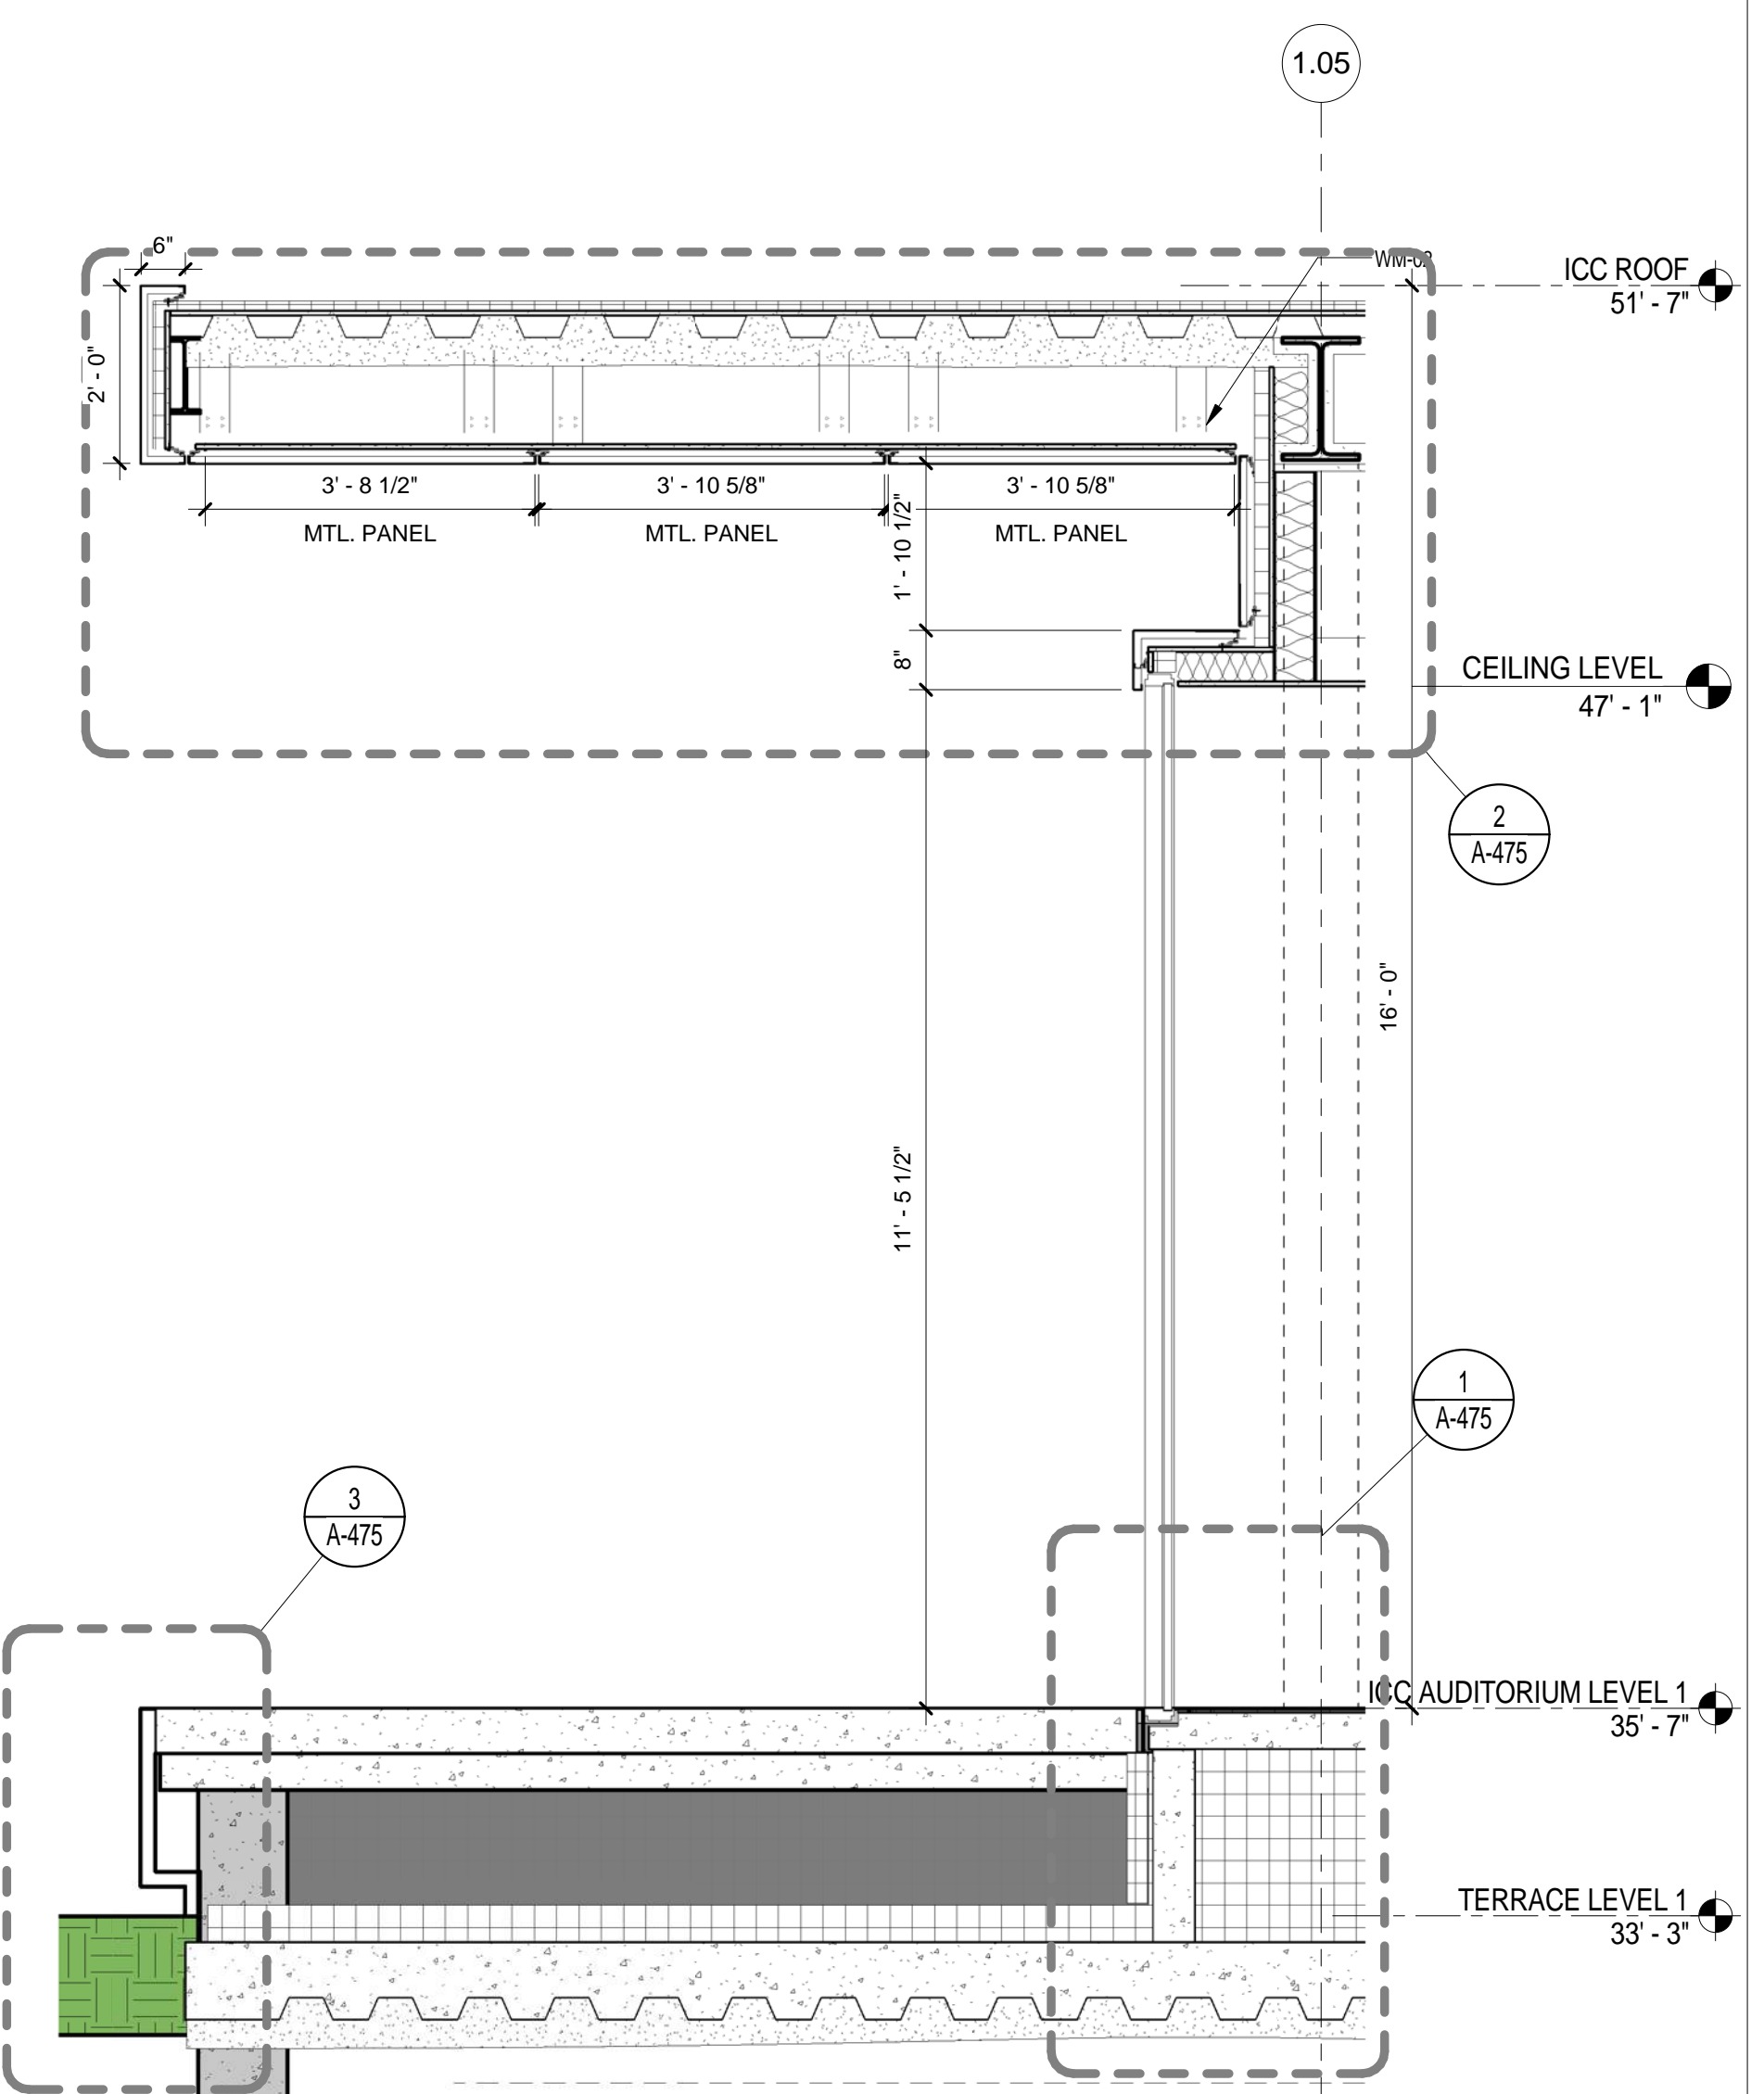 1.05
6"
WM-02
ICC ROOF
51' - 7"
2' - 0"
3' - 8 1/2"
3' - 10 5/8"
3' - 10 5/8"
MTL. PANEL
MTL. PANEL
MTL. PANEL
1' - 10 1/2"
8"
CEILING LEVEL
47' - 1"
2
A-475
16' - 0"
11' - 5 1/2"
1
A-475
3
A-475
ICC AUDITORIUM LEVEL 1
35' - 7"
TERRACE LEVEL 1
33' - 3"